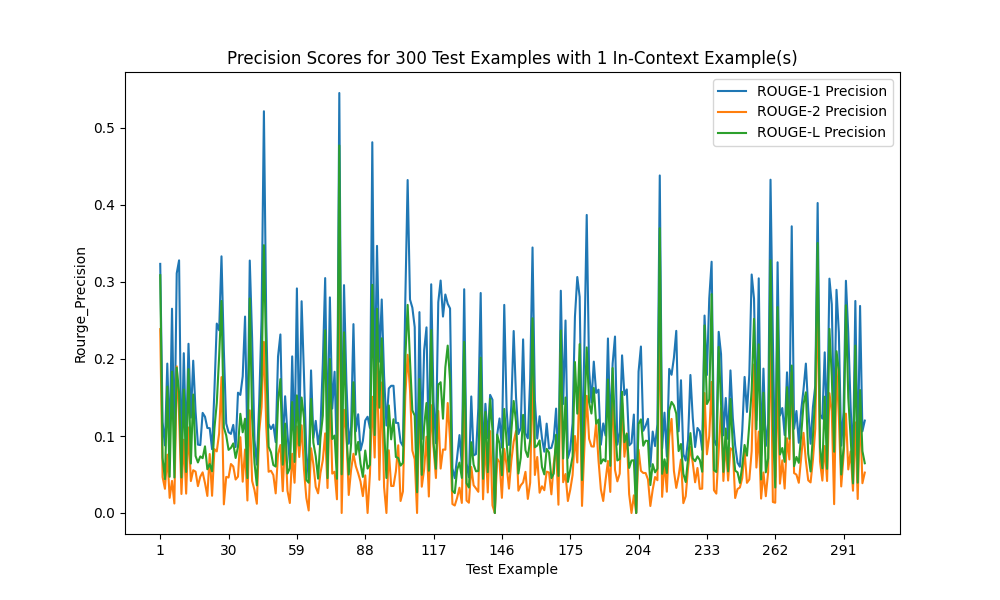 Precision Scores for 300 Test Examples with 1 In-Context Example(s)
ROUGE-1 Precision
ROUGE-2 Precision
ROUGE-L Precision
Rourge_Precision
0.5
0.4
0.3
0.2
0.1
0.0
1 30 59 88 117 146 175 204 233 262 291
Test Example